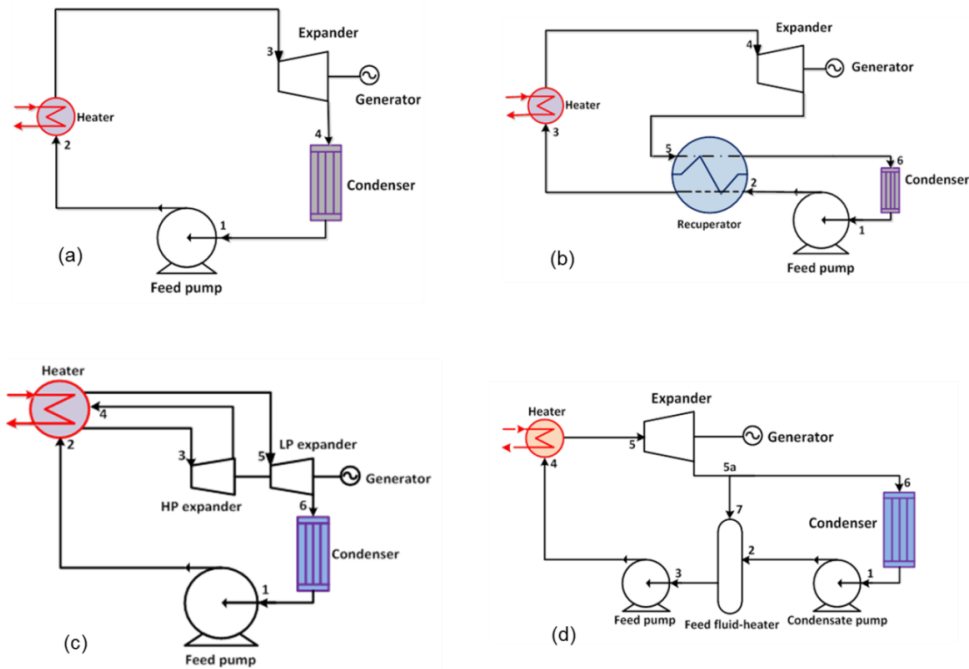 Expander
3
Generator
Heater
2
4
Condenser
1
(a)
Feed pump
Expander
4
Generator
Heater
3
5
6
2
Condenser
Recuperator
1
(b)
Feed pump
Heater
4
2
LP expander
3
5
Generator
HP expander
6
Condenser
1
(c)
Feed pump
Expander
Heater
5
Generator
4
5a
6
7
Condenser
2
3
1
Feed pump
Feed fluid-heater
Condensate pump
(d)